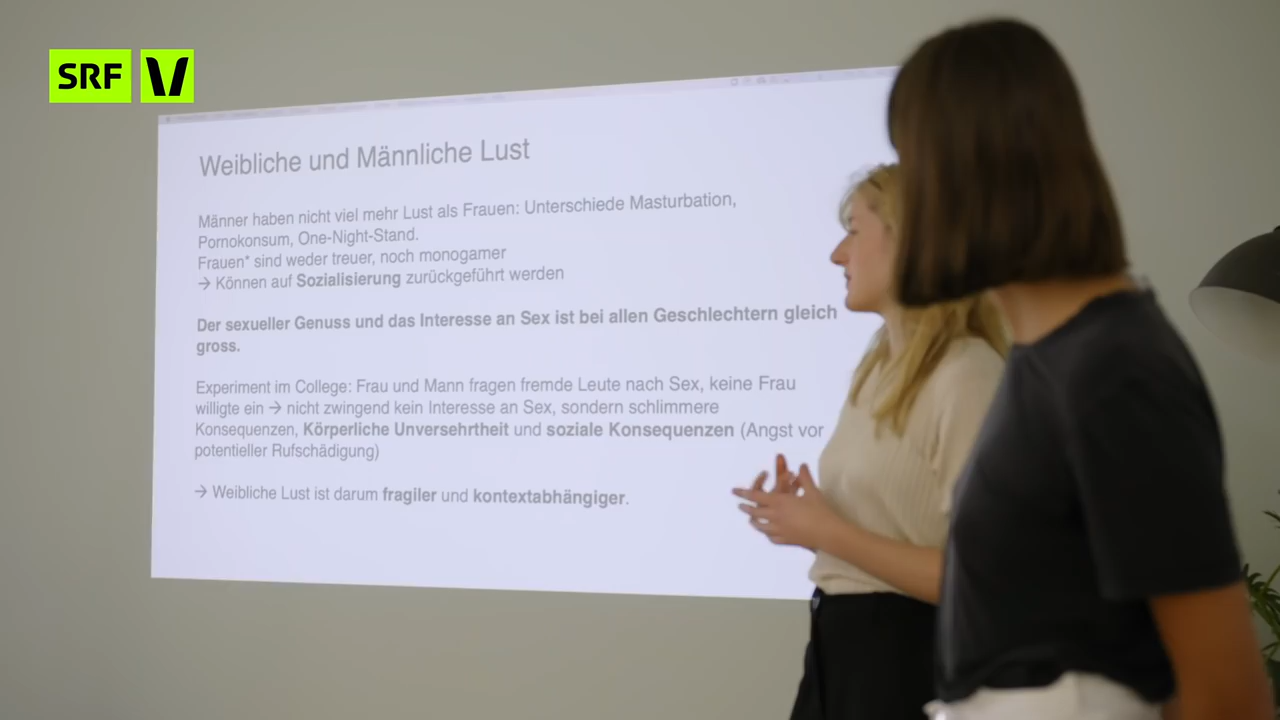 SRF
Weibliche und Männliche Lust
Männer haben nicht viel mehr Lust als Frauen: Unterschiede Masturbation,
Pornokonsum, One-Night-Stand.
Frauen* sind weder treuer, noch monogamer
→ Können auf Sozialisierung zurückgeführt werden
Der sexueller Genuss und das Interesse an Sex ist bei allen Geschlechtern gleich
gross.
Experiment im College: Frau und Mann fragen fremde Leute nach Sex, keine Frau
willigte ein → nicht zwingend kein Interesse an Sex, sondern schlimmere
Konsequenzen, Körperliche Unversehrtheit und soziale Konsequenzen (Angst vor
potentieller Rufschädigung)
→ Weibliche Lust ist darum fragiler und kontextabhängiger.